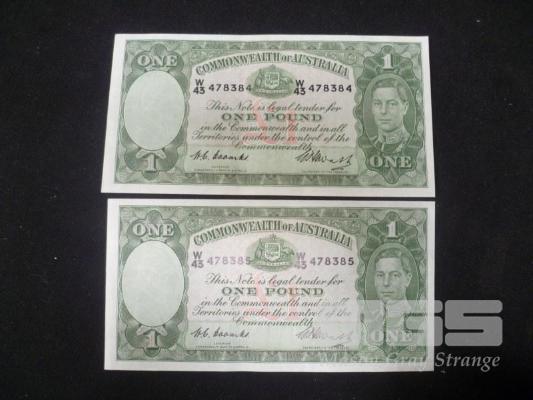 COMMONWEALTH OF AUSTRALIA
ONE
1
W/43 478384 W/43 478384
This Note is legal tender for
ONE POUND
in the Commonwealth and in all
Territories under the control of the
Commonwealth
1
ONE
COMMONWEALTH OF AUSTRALIA
ONE
1
W/43 478385 W/43 478385
This Note is legal tender for
ONE POUND
in the Commonwealth and in all
Territories under the control of the
Commonwealth
1
ONE
Gray Strange